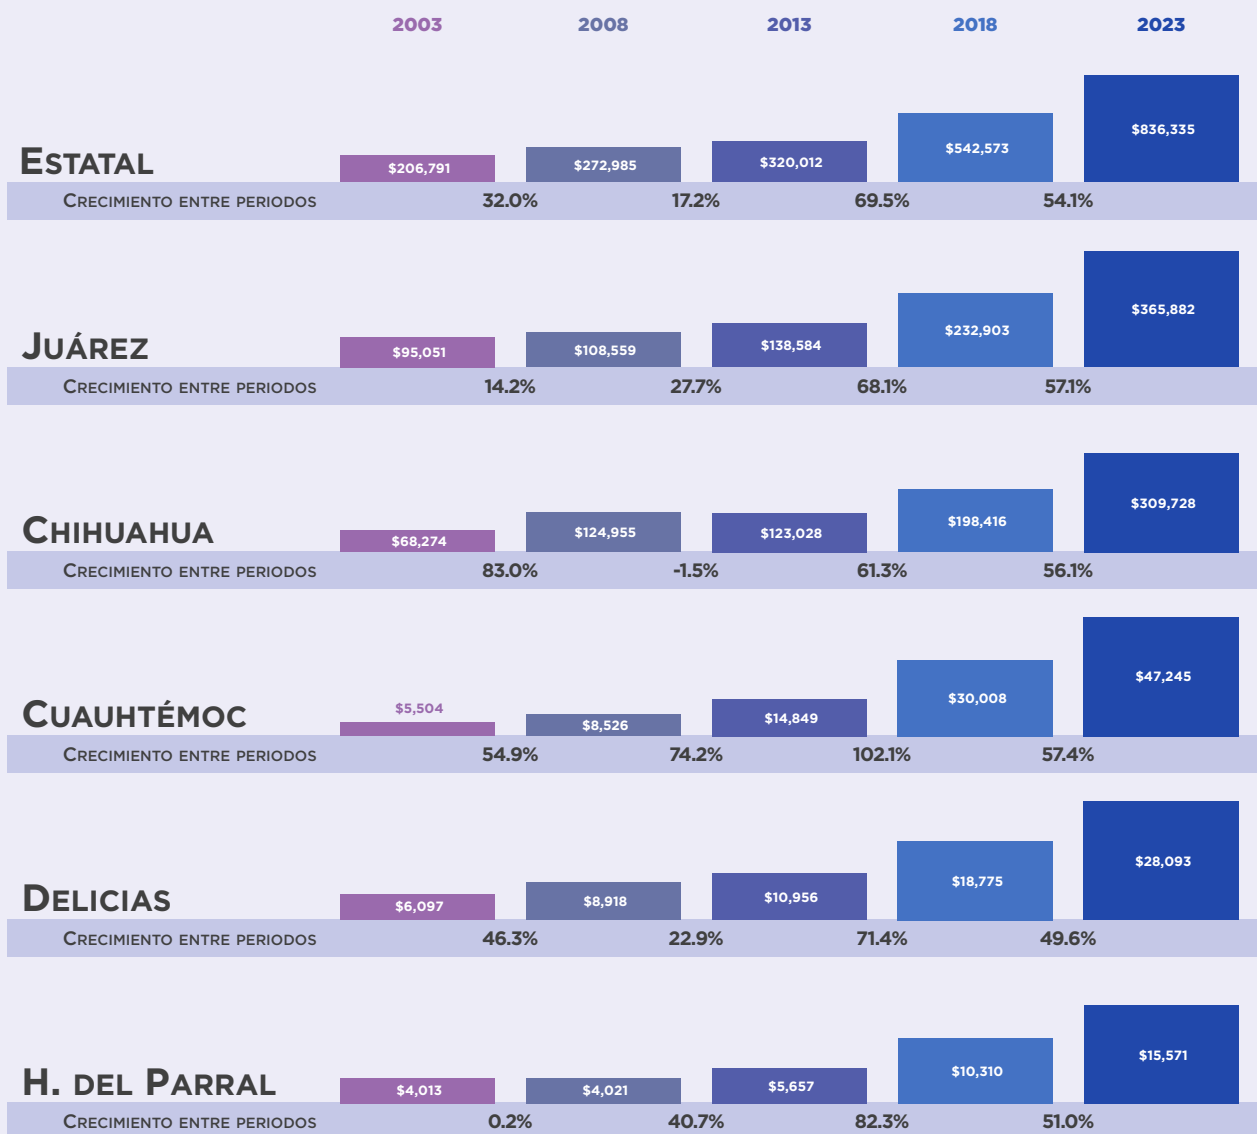 2003 2008 2013 2018 2023
ESTATAL $206,791 $272,985 $320,012 $542,573 $836,335
CRECIMIENTO ENTRE PERIODOS 32.0% 17.2% 69.5% 54.1%
JUÁREZ $95,051 $108,559 $138,584 $232,903 $365,882
CRECIMIENTO ENTRE PERIODOS 14.2% 27.7% 68.1% 57.1%
CHIHUAHUA $68,274 $124,955 $123,028 $198,416 $309,728
CRECIMIENTO ENTRE PERIODOS 83.0% -1.5% 61.3% 56.1%
CUAUHTÉMOC $5,504 $8,526 $14,849 $30,008 $47,245
CRECIMIENTO ENTRE PERIODOS 54.9% 74.2% 102.1% 57.4%
DELICIAS $6,097 $8,918 $10,956 $18,775 $28,093
CRECIMIENTO ENTRE PERIODOS 46.3% 22.9% 71.4% 49.6%
H. DEL PARRAL $4,013 $4,021 $5,657 $10,310 $15,571
CRECIMIENTO ENTRE PERIODOS 0.2% 40.7% 82.3% 51.0%